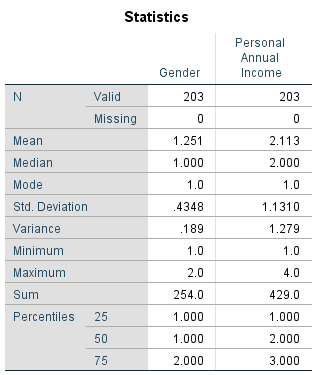 Statistics
Gender Personal Annual Income
N Valid 203 203
Missing 0 0
Mean 1.251 2.113
Median 1.000 2.000
Mode 1.0 1.0
Std. Deviation .4348 1.1310
Variance .189 1.279
Minimum 1.0 1.0
Maximum 2.0 4.0
Sum 254.0 429.0
Percentiles 25 1.000 1.000
50 1.000 2.000
75 2.000 3.000